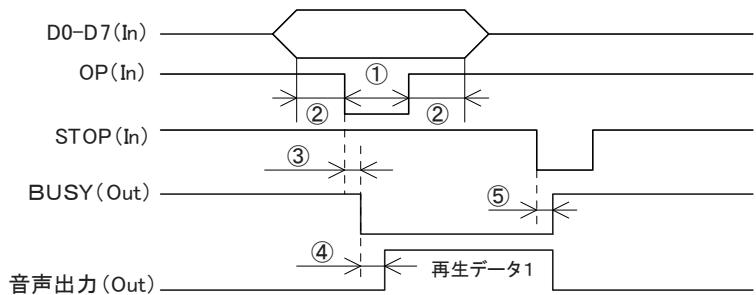 D0-D7(In)
OP(In)
①
②
②
STOP(In)
③
BUSY(Out)
⑤
④
再生データ1
音声出力(Out)